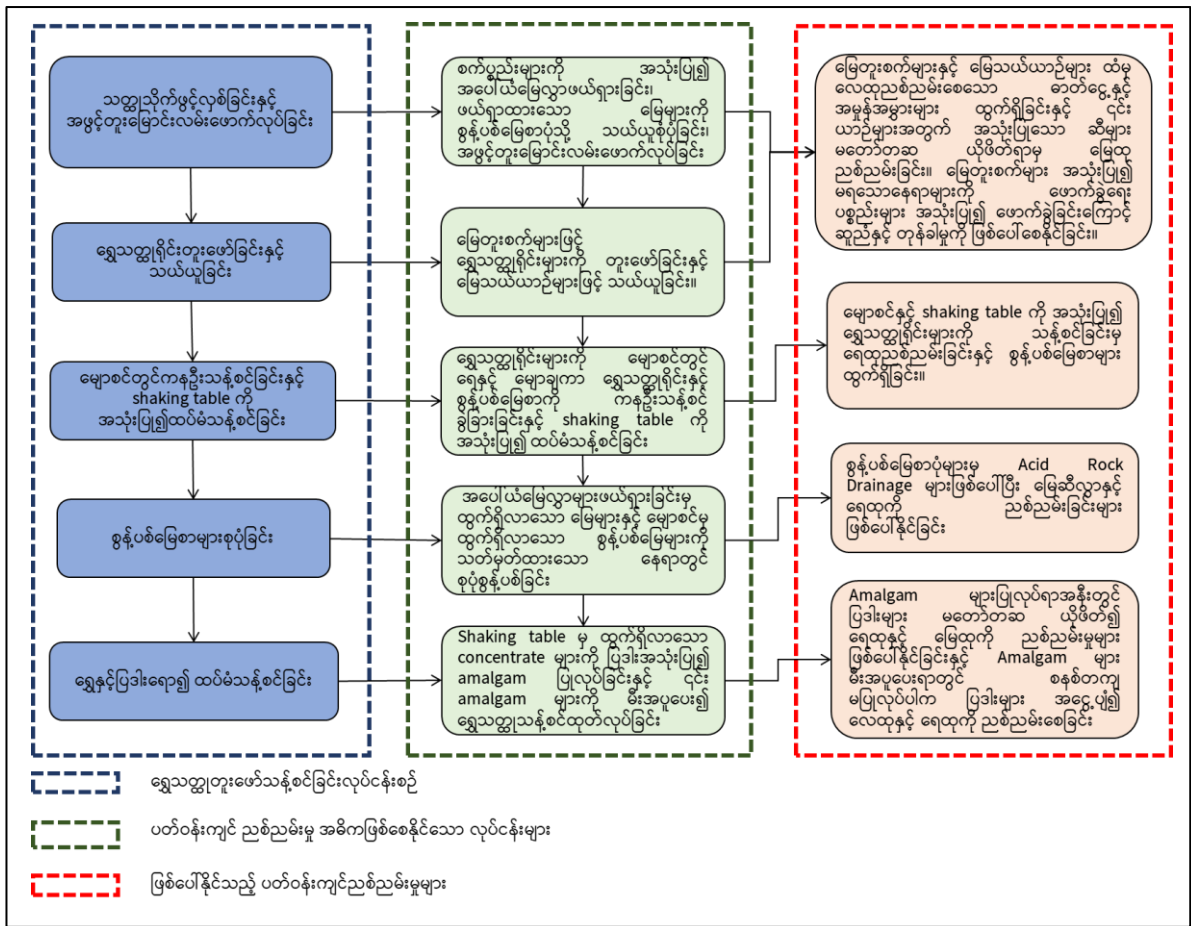 သတ္ထုသိုက်ဖွင့်လှစ်ခြင်းနှင့်
အဖွင့်တူးမြောင်းလမ်းဖောက်လုပ်ခြင်း
ရွှေသတ္ထုရိုင်းတူးဖော်ခြင်းနှင့်
သယ်ယူခြင်း
မျောစင်တွင်ကနဦးသန့်စင်ခြင်းနှင့်
shaking table ကို
အသုံးပြု၍ထပ်မံသန့်စင်ခြင်း
စွန့်ပစ်မြေစာများစုပုံခြင်း
ရွှေနှင့်ပြဒါးရော၍ ထပ်မံသန့်စင်ခြင်း
စက်ပစ္စည်းများကို အသုံးပြု၍
အပေါ်ယံမြေလွှာဖယ်ရှားခြင်း၊
ဖယ်ရှာထားသော မြေများကို
စွန့်ပစ်မြေစာပုံသို့ သယ်ယူစုံပုံခြင်း၊
အဖွင့်တူးမြောင်းလမ်းဖောက်လုပ်ခြင်း
မြေတူးစက်များဖြင့်
ရွှေသတ္ထုရိုင်းများကို တူးဖော်ခြင်းနှင့်
မြေသယ်ယာဉ်များဖြင့် သယ်ယူခြင်း။
ရွှေသတ္ထုရိုင်းများကို မျောစင်တွင်
ရေနှင့် မျောချကာ ရွှေသတ္ထုရိုင်းနှင့်
စွန့်ပစ်မြေစာကို ကနဦးသန့်စင်
ခွဲခြားခြင်းနှင့် shaking table ကို
အသုံးပြု၍ ထပ်မံသန့်စင်ခြင်း
အပေါ်ယံမြေလွှာများဖယ်ရှားခြင်းမှ
ထွက်ရှိလာသော မြေများနှင့် မျောစင်မှ
ထွက်ရှိလာသော စွန့်ပစ်မြေများကို
သတ်မှတ်ထားသော နေရာတွင်
စုပုံစွန့်ပစ်ခြင်း
Shaking table မှ ထွက်ရှိလာသော
concentrate များကို ပြဒါးအသုံးပြု၍
amalgam ပြုလုပ်ခြင်းနှင့် ၎င်း
amalgam များကို မီးအပူပေး၍
ရွှေသတ္ထုသန့်စင်ထုတ်လုပ်ခြင်း
မြေတူးစက်များနှင့် မြေသယ်ယာဉ်များ ထံမှ
လေထုညစ်ညမ်းစေသော ဓာတ်ငွေ့နှင့်
အမှုန်အမွှားများ ထွက်ရှိခြင်းနှင့် ၎င်း
ယာဉ်များအတွက် အသုံးပြုသော ဆီများ
မတော်တဆ ယိုဖိတ်ရာမှ မြေထု
ညစ်ညမ်းခြင်း။ မြေတူးစက်များ အသုံးပြု၍
မရသောနေရာများကို ဖောက်ခွဲရေး
ပစ္စည်းများ အသုံးပြု၍ ဖောက်ခွဲခြင်းကြောင့်
ဆူညံနှင့် တုန်ခါမှုကို ဖြစ်ပေါ်စေနိုင်ခြင်း။
မျောစင်နှင့် shaking table ကို အသုံးပြု၍
ရွှေသတ္ထုရိုင်းများကို သန့်စင်ခြင်းမှ
ရေထုညစ်ညမ်းခြင်းနှင့် စွန့်ပစ်မြေစာများ
ထွက်ရှိခြင်း။
စွန့်ပစ်မြေစာပုံများမှ Acid Rock
Drainage များဖြစ်ပေါ်ပြီး မြေဆီလွှာနှင့်
ရေထုကို ညစ်ညမ်းခြင်းများ
ဖြစ်ပေါ်နိုင်ခြင်း
Amalgam များပြုလုပ်ရာအနီးတွင်
ပြဒါးများ မတော်တဆ ယိုဖိတ်၍
ရေထုနှင့် မြေထုကို ညစ်ညမ်းမှုများ
ဖြစ်ပေါ်နိုင်ခြင်းနှင့် Amalgam များ
မီးအပူပေးရာတွင် စနစ်တကျ
မပြုလုပ်ပါက ပြဒါးများ အငွေ့ပျံ၍
လေထုနှင့် ရေထုကို ညစ်ညမ်းစေခြင်း
ရွှေသတ္ထုတူးဖော်သန့်စင်ခြင်းလုပ်ငန်းစဉ်
ပတ်ဝန်းကျင် ညစ်ညမ်းမှု အဓိကဖြစ်စေနိုင်သော လုပ်ငန်းများ
ဖြစ်ပေါ်နိုင်သည့် ပတ်ဝန်းကျင်ညစ်ညမ်းမှုများ